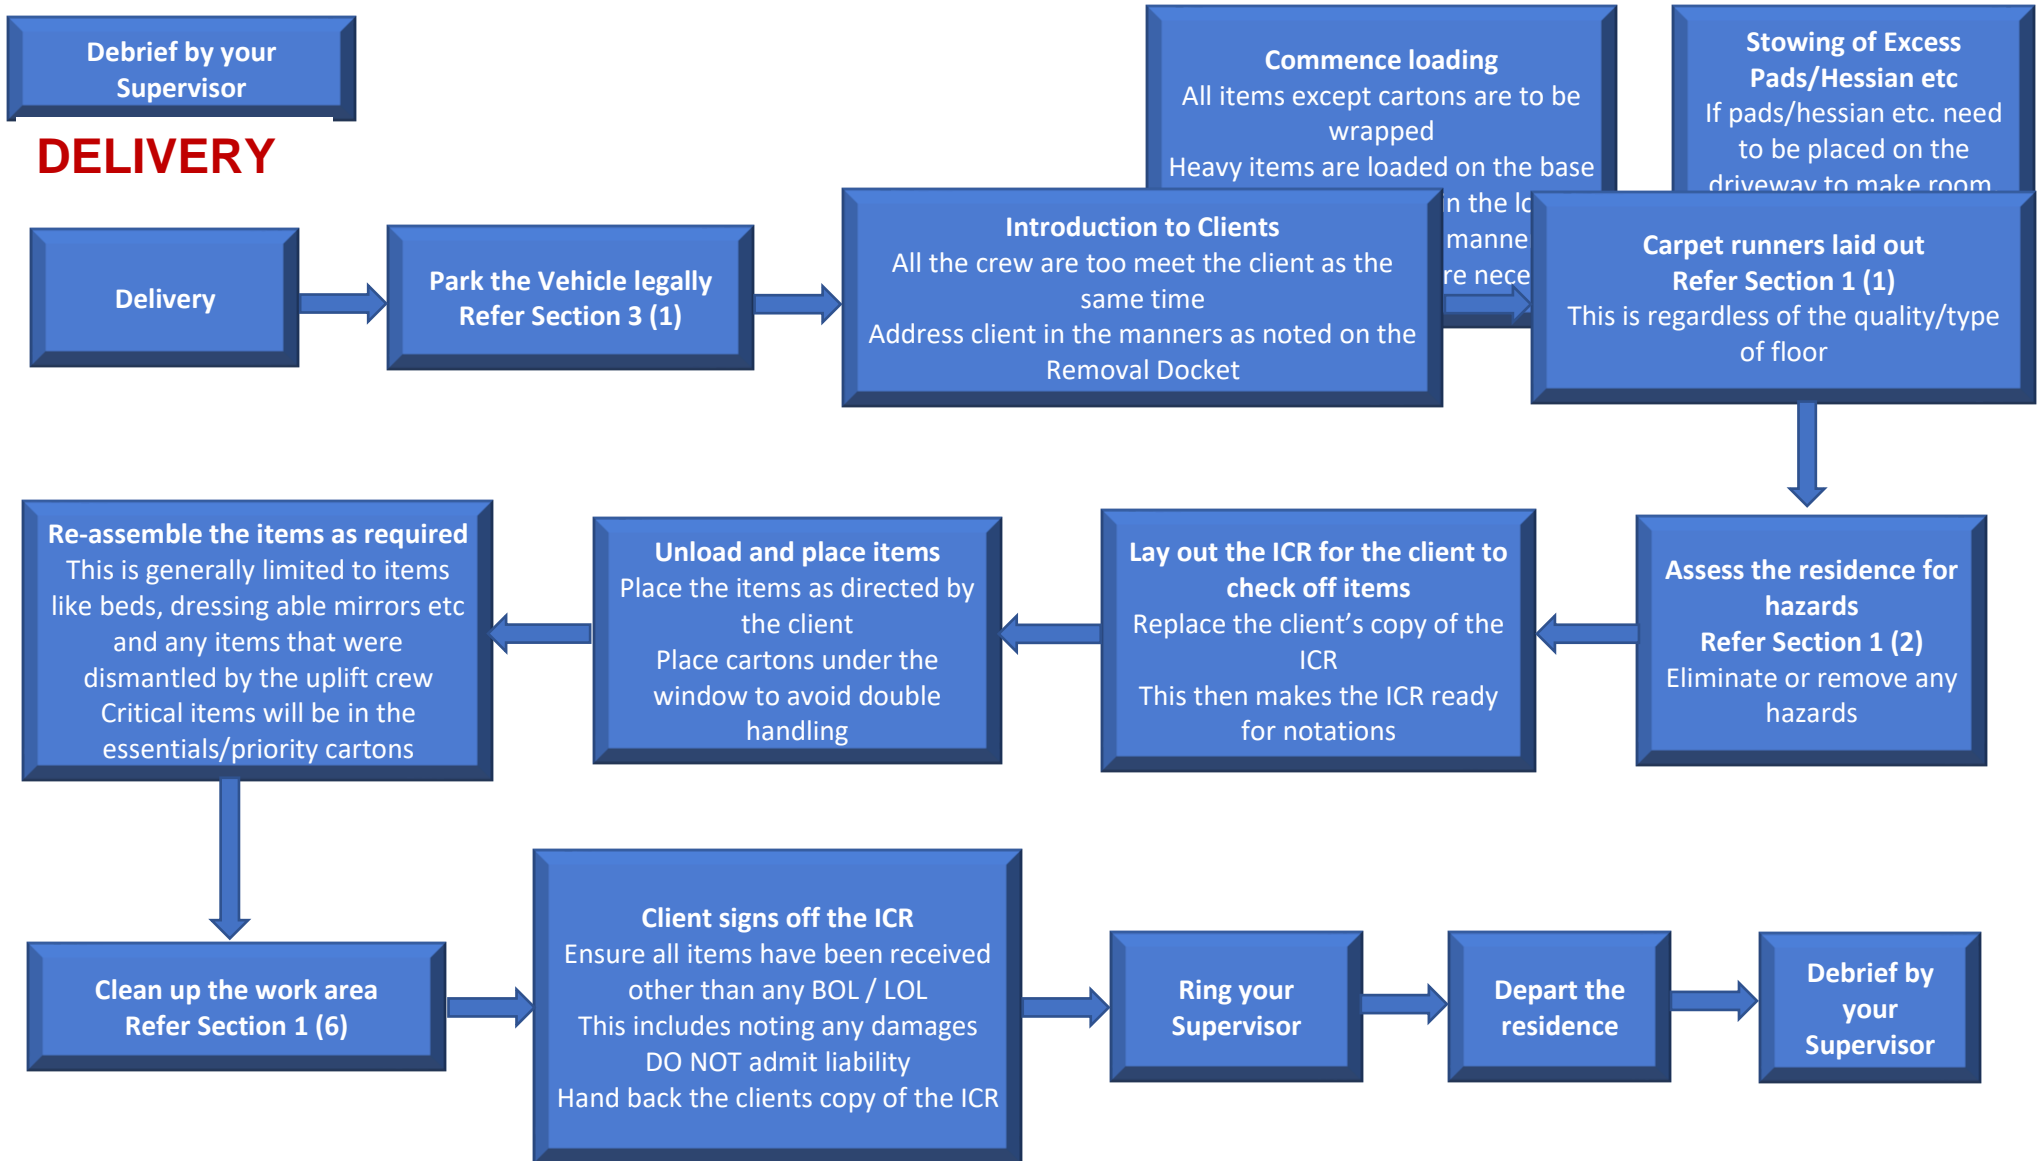 Debrief by your
Supervisor
Commence loading
All items except cartons are to be
wrapped
Heavy items are loaded on the base
n the
re
Stowing of Excess
Pads/Hessian etc
If pads/hessian etc. need
to be placed on the
driveway to make room
DELIVERY
Delivery
Park the Vehicle legally
Refer Section 3 (1)
Introduction to Clients
All the crew are too meet the client as the
same time
Address client in the manners as noted on the
Removal Docket
Carpet runners laid out
Refer Section 1 (1)
This is regardless of the quality/type
of floor
Assess the residence for
hazards
Refer Section 1 (2)
Eliminate or remove any
hazards
Lay out the ICR for the client to
check off items
Replace the client’s copy of the
ICR
This then makes the ICR ready
for notations
Unload and place items
Place the items as directed by
the client
Place cartons under the
window to avoid double
handling
Re-assemble the items as required
This is generally limited to items
like beds, dressing able mirrors etc
and any items that were
dismantled by the uplift crew
Critical items will be in the
essentials/priority cartons
Clean up the work area
Refer Section 1 (6)
Client signs off the ICR
Ensure all items have been received
other than any BOL / LOL
This includes noting any damages
DO NOT admit liability
Hand back the clients copy of the ICR
Ring your
Supervisor
Depart the
residence
Debrief by
your
Supervisor